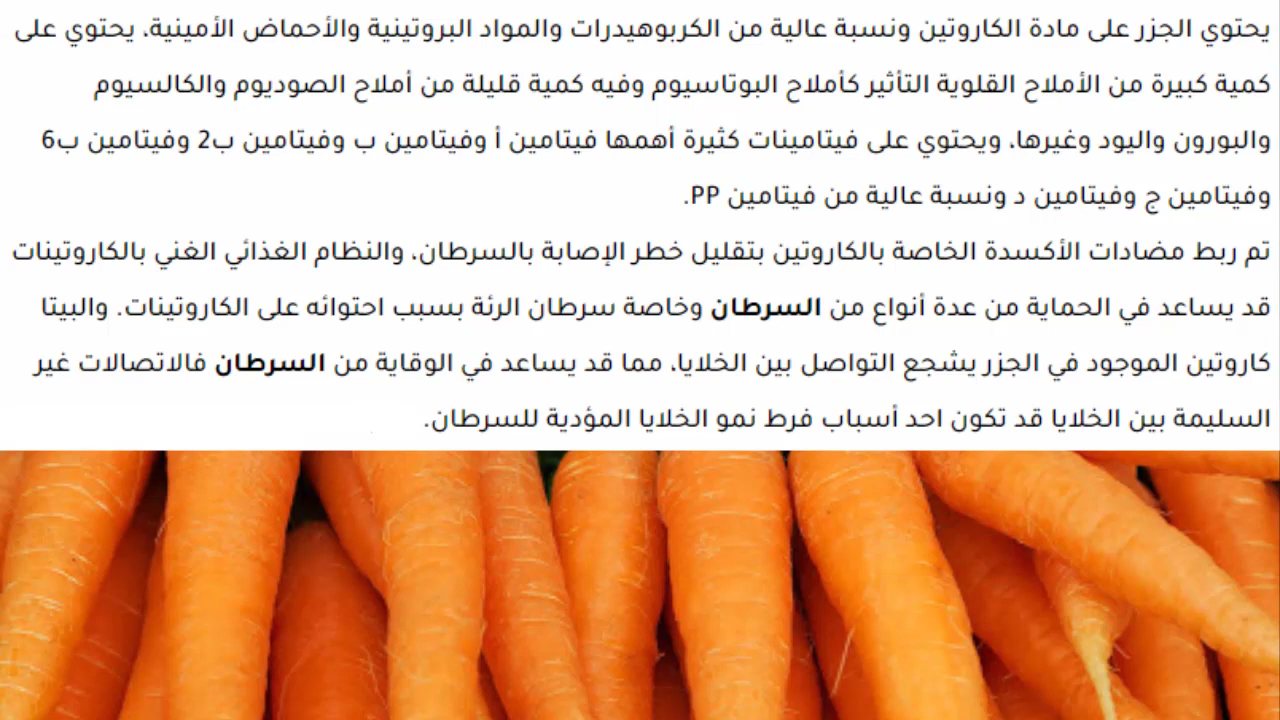 يحتوي الجزر على مادة الكاروتين ونسبة عالية من الكربوهيدرات والمواد البروتينية والأحماض الأمينية، يحتوي على
كمية كبيرة من الأملاح القلوية التأثير كأملاح البوتاسيوم وفيه كمية قليلة من أملاح الصوديوم والكالسيوم
والبورون واليود وغيرها، ويحتوي على فيتامينات كثيرة أهمها فيتامين أ وفيتامين ب وفيتامين ب2 وفيتامين ب6
وفيتامين ج وفيتامين د ونسبة عالية من فيتامين PP.
تم ربط مضادات الأكسدة الخاصة بالكاروتين بتقليل خطر الإصابة بالسرطان، والنظام الغذائي الغني بالكاروتينات
قد يساعد في الحماية من عدة أنواع من السرطان وخاصة سرطان الرئة بسبب احتوائه على الكاروتينات. والبيتا
كاروتين الموجود في الجزر يشجع التواصل بين الخلايا، مما قد يساعد في الوقاية من السرطان فالاتصالات غير
السليمة بين الخلايا قد تكون احد أسباب فرط نمو الخلايا المؤدية للسرطان.